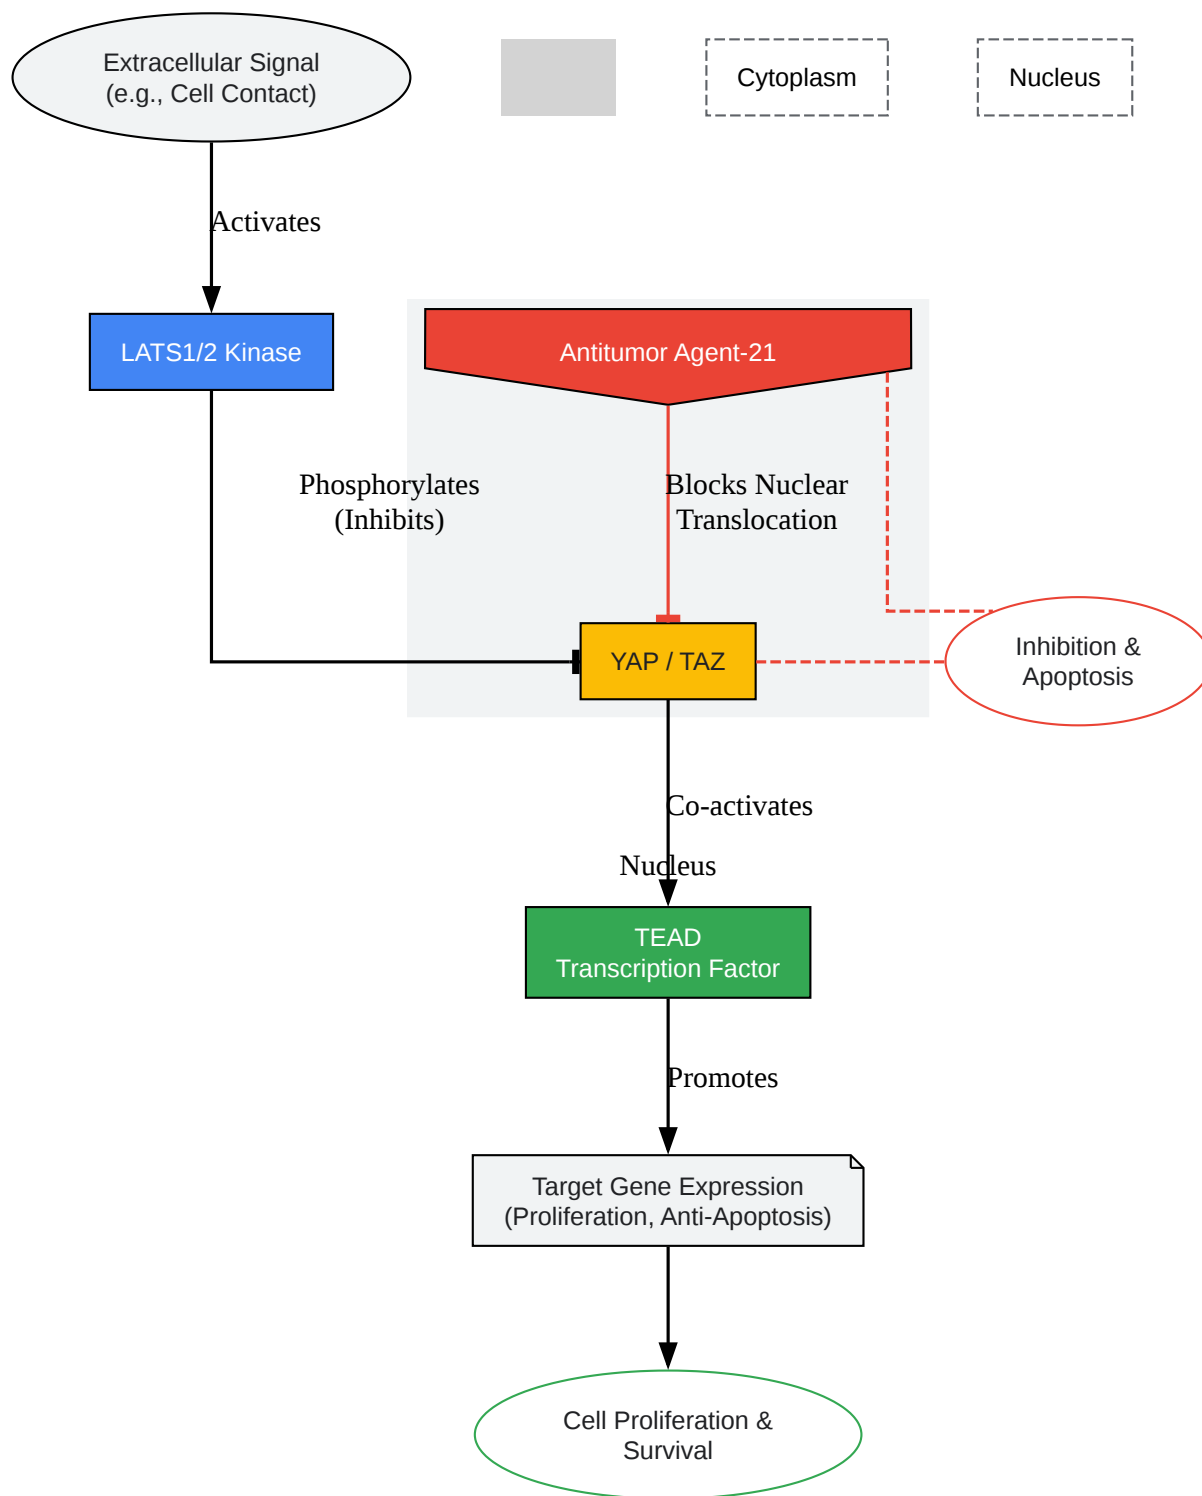 Extracellular Signal
(e.g., Cell Contact)
Cytoplasm
Nucleus
Activates
LATS1/2 Kinase
Antitumor Agent-21
Phosphorylates
(Inhibits)
Blocks Nuclear
Translocation
YAP / TAZ
Inhibition &
Apoptosis
Co-activates
Nucleus
TEAD
Transcription Factor
Promotes
Target Gene Expression
(Proliferation, Anti-Apoptosis)
Cell Proliferation &
Survival